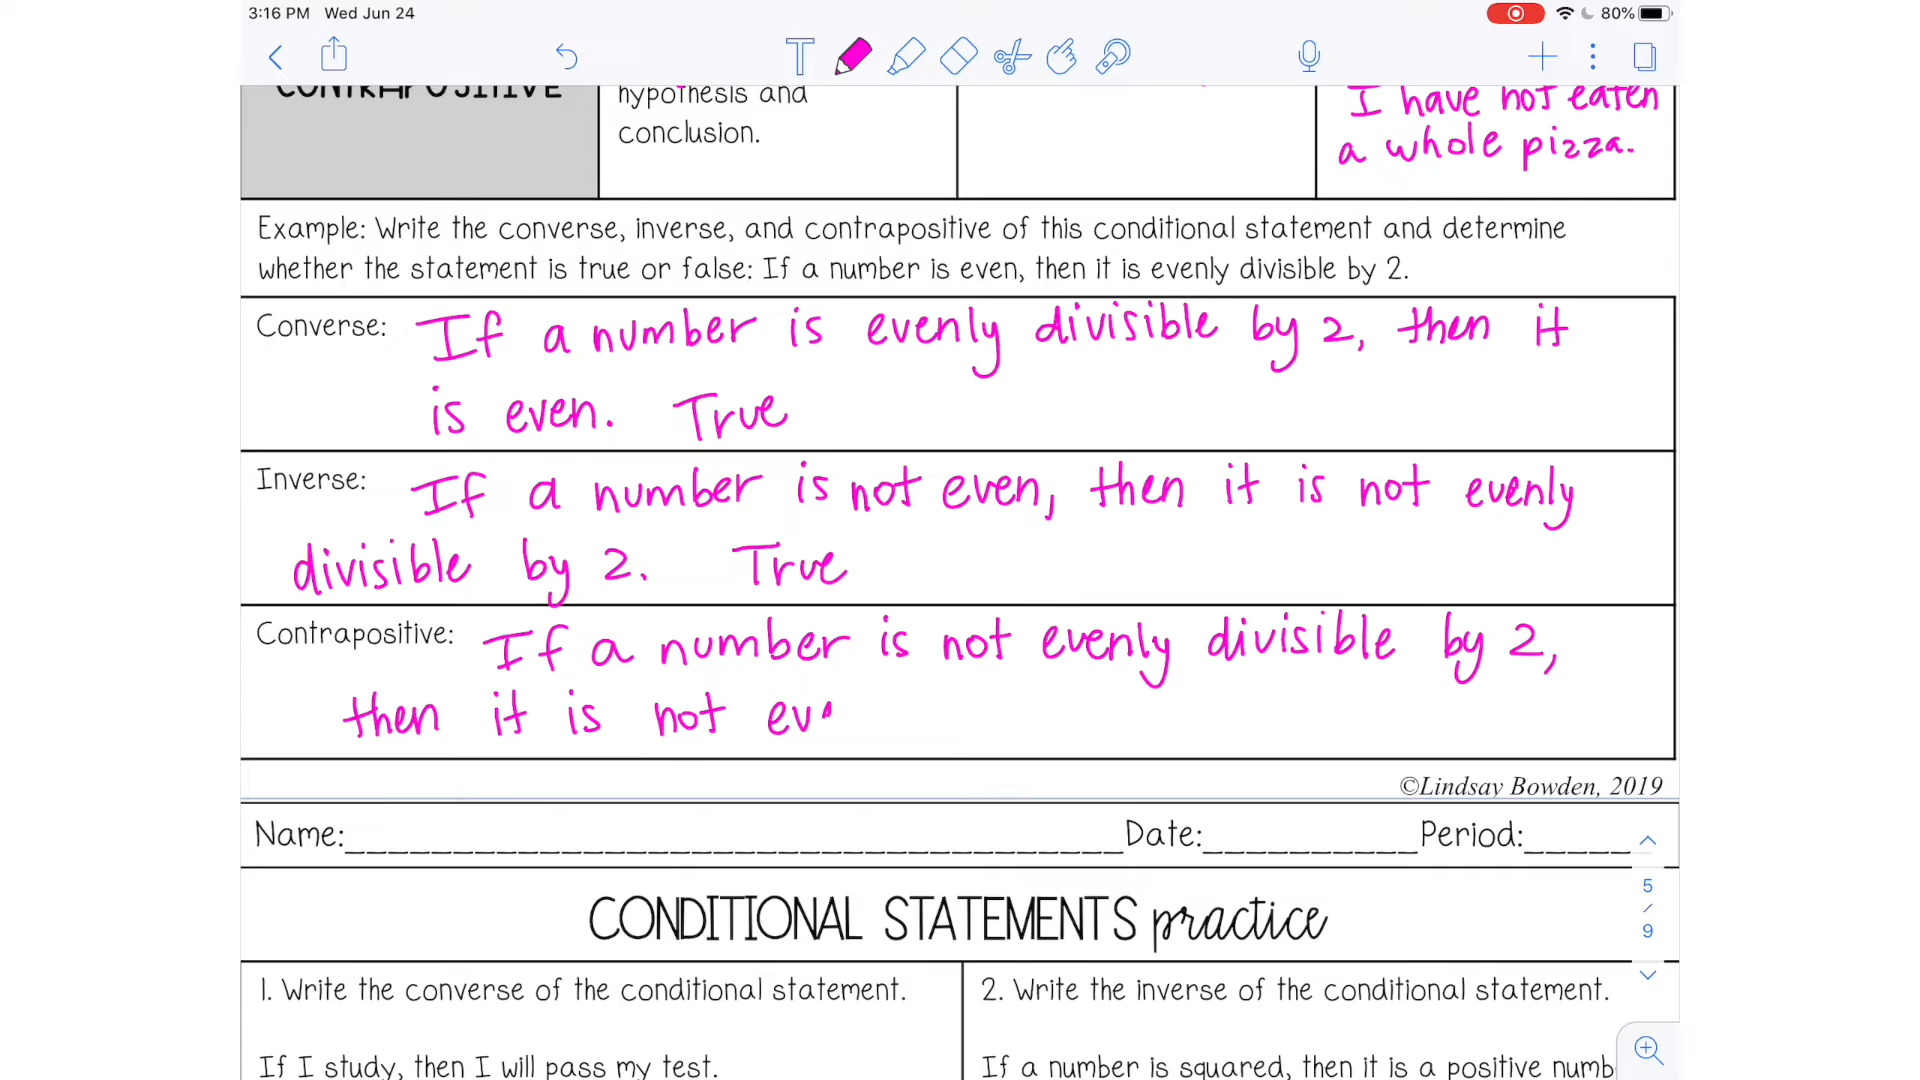 3:16 PM Wed Jun 24
80%
CONTRAPOSITIVE
hypothesis and
conclusion.
I have not eaten
a whole pizza.
Example: Write the converse, inverse, and contrapositive of this conditional statement and determine
whether the statement is true or false: If a number is even, then it is evenly divisible by 2.
Converse: If a number is evenly divisible by 2, then it
is even. True
Inverse: If a number is not even, then it is not evenly
divisible by 2. True
Contrapositive: If a number is not evenly divisible by 2,
then it is not ev
©Lindsay Bowden, 2019
Name:____________________________________Date:__________Period:_____
5
/
9
CONDITIONAL STATEMENTS practice
1. Write the converse of the conditional statement.
If I study, then I will pass my test.
2. Write the inverse of the conditional statement.
If a number is squared, then it is a positive numb